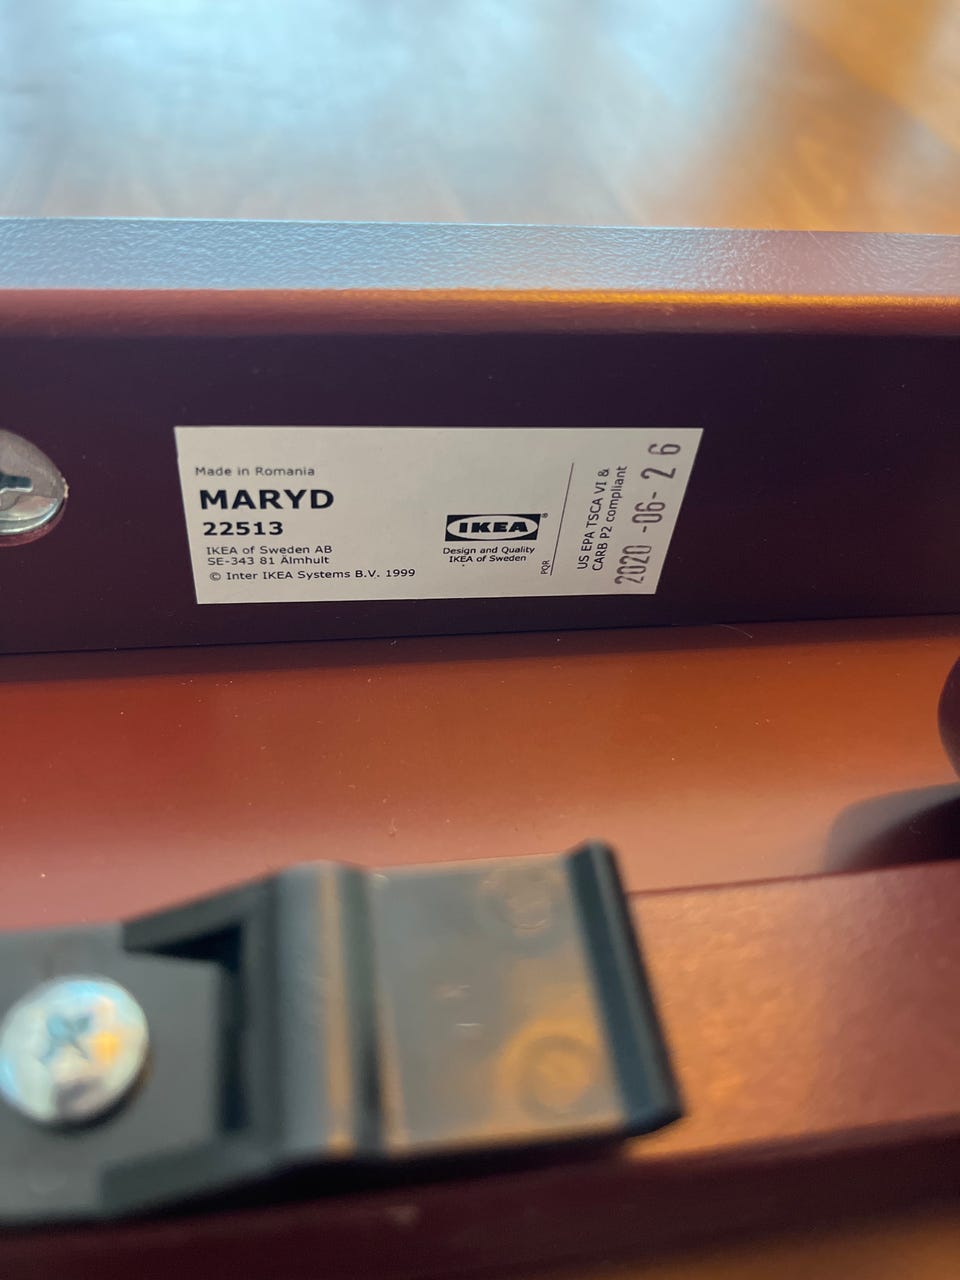 Made in Romania
MARYD
22513
IKEA of Sweden AB
SE-343 81 Älmhult
© Inter IKEA Systems B.V. 1999
IKEA®
Design and Quality
IKEA of Sweden
PQR
US EPA TSCA VI &
CARB P2 compliant
2020-06-26